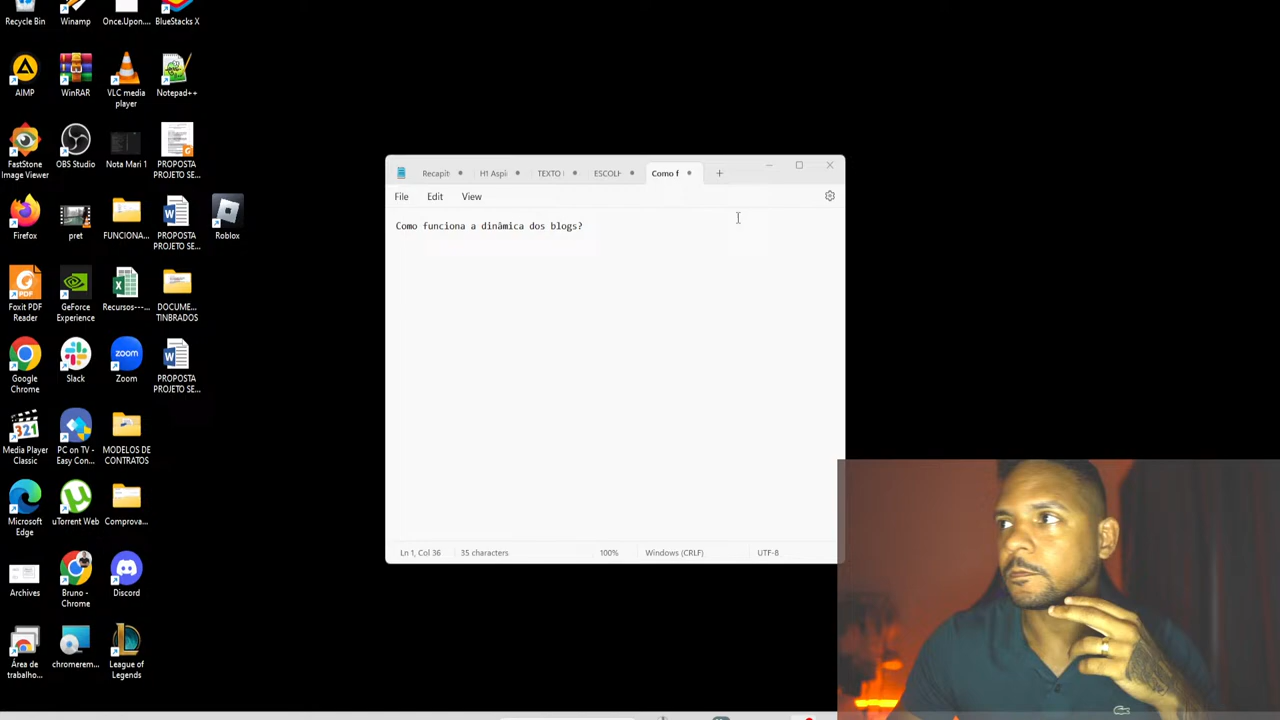 Recycle Bin
Winamp
Once.Upon....
BlueStacks X
AIMP
WinRAR
VLC media
player
Notepad++
FastStone
Image Viewer
OBS Studio
Nota Mari 1
PROPOSTA
PROJETO SE...
Firefox
pret
FUNCIONA...
PROPOSTA
PROJETO SE...
Roblox
Foxit PDF
Reader
GeForce
Experience
Recursos---...
DOCUME...
TINBRADOS
Google
Chrome
Slack
Zoom
zoom
PROPOSTA
PROJETO SE...
Media Player
Classic
321
PC on TV -
Easy Con...
MODELOS DE
CONTRATOS
Microsoft
Edge
uTorrent Web
Comprova...
Archives
Bruno -
Chrome
Discord
Área de
trabalho...
chromerem...
League of
Legends
Recapit
H1 Aspi
TEXTO
ESCOLH
Como f
File Edit View
Como funciona a dinâmica dos blogs?
Ln 1, Col 36
35 characters
100%
Windows (CRLF)
UTF-8